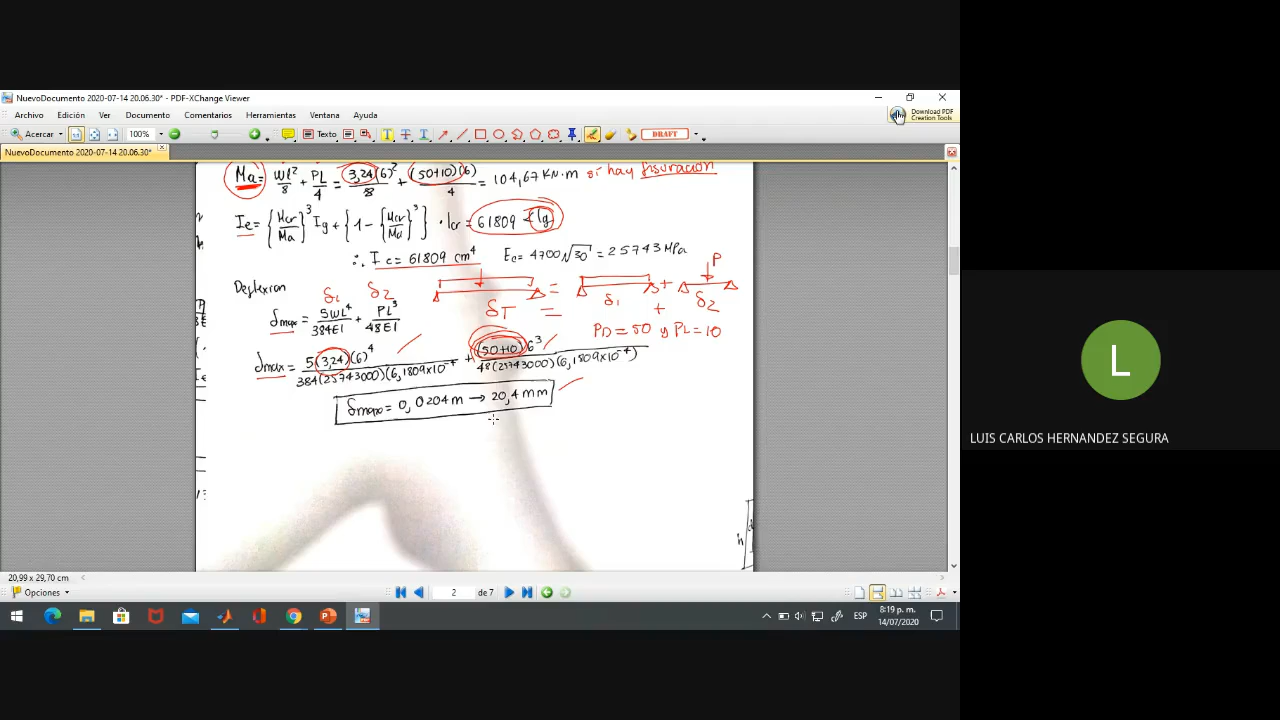 NuevoDocumento 2020-07-14 20.06.30* - PDF-XChange Viewer
Archivo Edición Ver Documento Comentarios Herramientas Ventana Ayuda
Download PDF
Creation Tools
Acercar 100% Texto DRAFT
NuevoDocumento 2020-07-14 20.06.30*
Ma = Wl²/8 + PL/4 = 3,24(6)²/8 + (50+10)(6)/4 = 104,67 KN·m si hay fisuración
Ie = {Mcr/Ma}³ Ig + {1 - {Mcr/Ma}³} · Icr = 61809 < Ig
∴ I c = 61809 cm⁴ Ec = 4700√30 = 25743 MPa
Deflexion
δ1 δ2 P
= +
δmax = 5WL⁴/384EI + PL³/48EI δT = δ1 + δ2
PD = 50 y PL = 10
δmax = 5(3,24)(6)⁴/384(25743000)(6,1809x10⁻⁴ + (50+10)6³/48(25743000)(6,1809x10⁻⁴)
δmax = 0,0204 m → 20,4 mm
h
20,99 x 29,70 cm
Opciones 2 de 7
ESP 8:19 p. m.
14/07/2020
L
LUIS CARLOS HERNANDEZ SEGURA